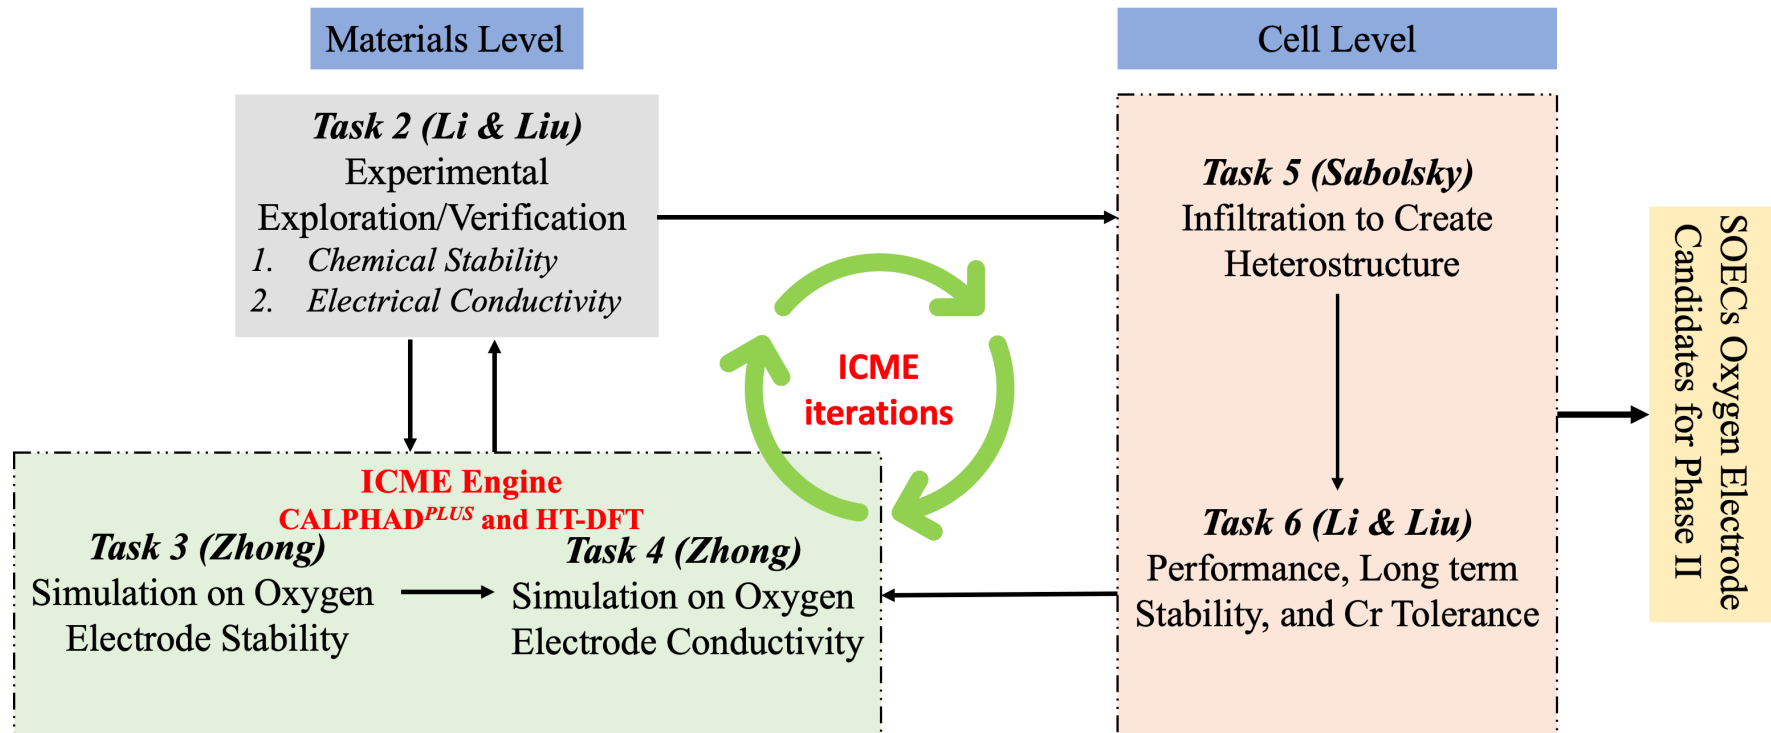 Materials Level
Cell Level
Task 2 (Li & Liu)
Experimental
Exploration/Verification
1. Chemical Stability
2. Electrical Conductivity
ICME
iterations
ICME Engine
CALPHADPLUS and HT-DFT
Task 3 (Zhong)
Simulation on Oxygen
Electrode Stability
Task 4 (Zhong)
Simulation on Oxygen
Electrode Conductivity
Task 5 (Sabolsky)
Infiltration to Create
Heterostructure
Task 6 (Li & Liu)
Performance, Long term
Stability, and Cr Tolerance
SOECs Oxygen Electrode
Candidates for Phase II